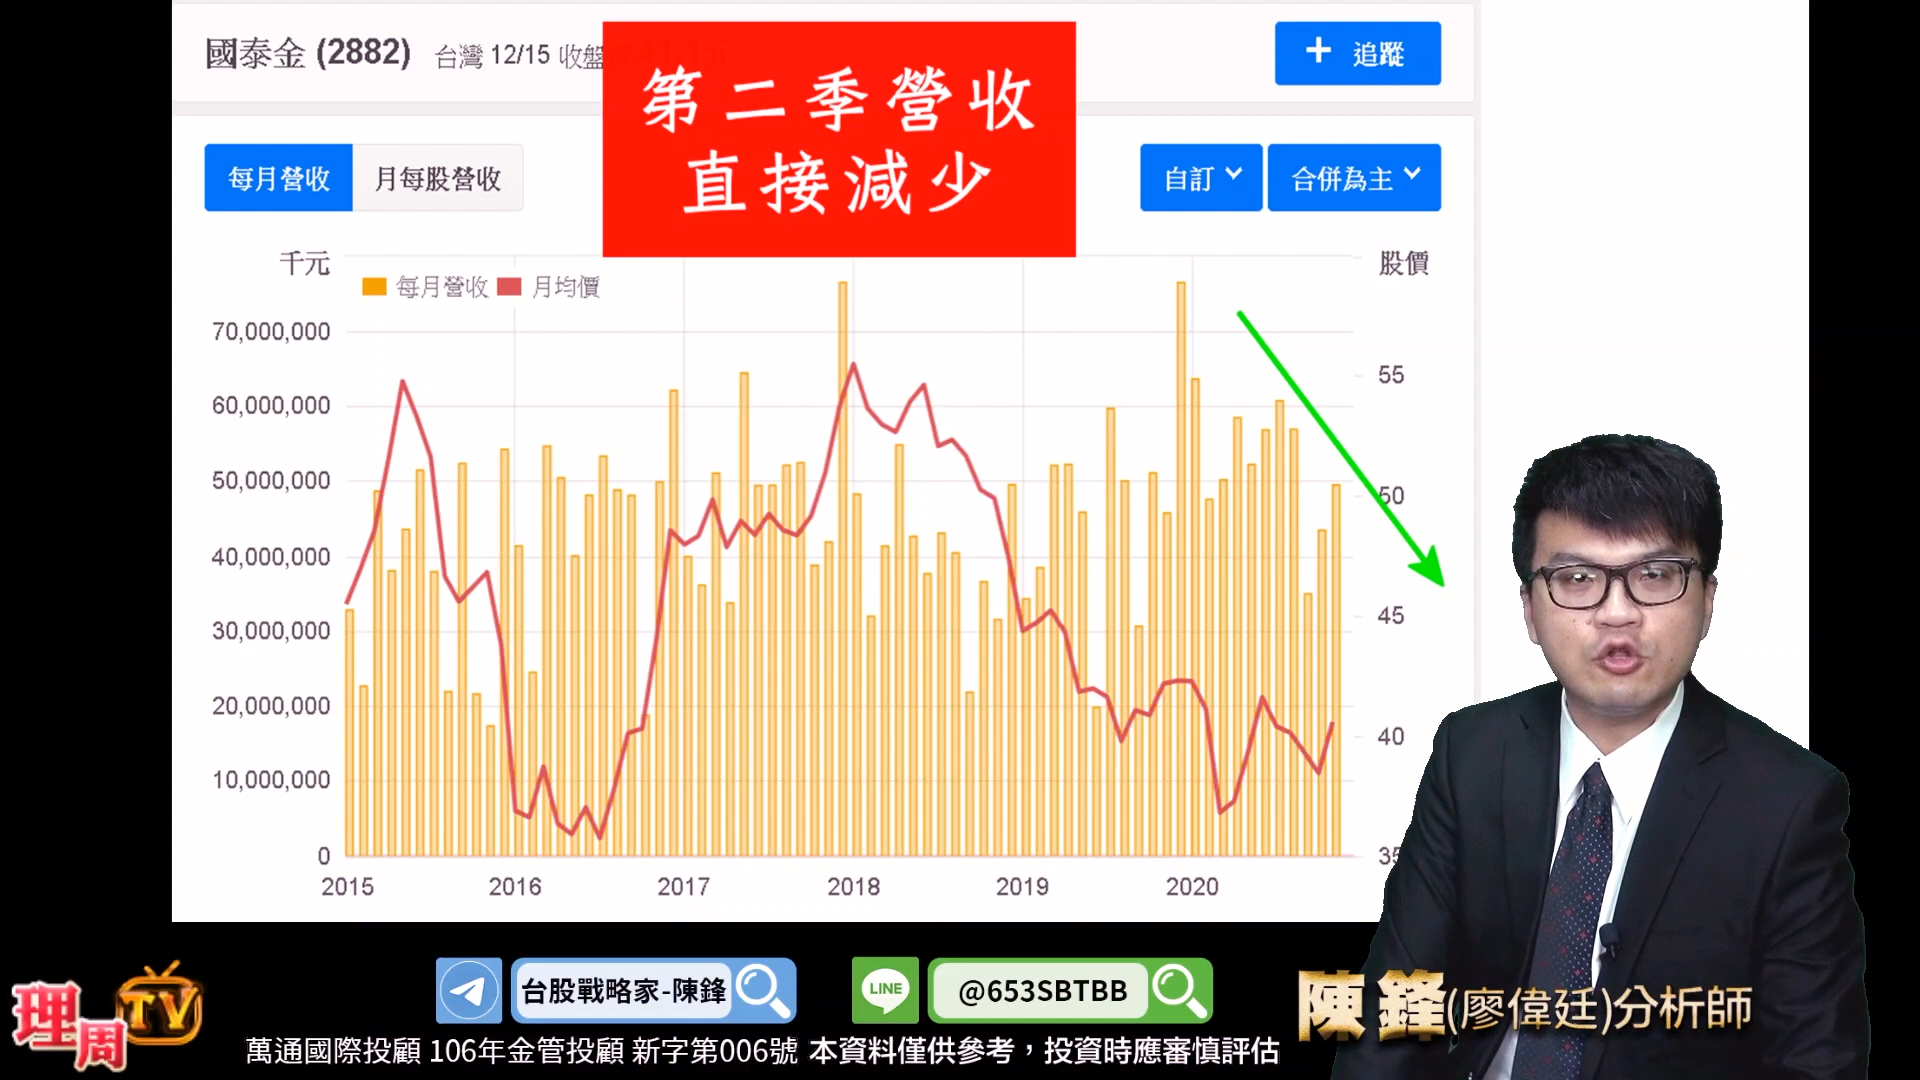 國泰金 (2882) 台灣 12/15 收盤
第二季營收
直接減少
追蹤
每月營收 月每股營收
自訂 合併為主
千元 股價
每月營收 月均價
70,000,000
60,000,000
50,000,000
40,000,000
30,000,000
20,000,000
10,000,000
0
55
50
45
40
35
2015 2016 2017 2018 2019 2020
理周TV
台股戰略家-陳鋒
LINE
@653SBTBB
陳鋒(廖偉廷)分析師
萬通國際投顧 106年金管投顧 新字第006號 本資料僅供參考，投資時應審慎評估